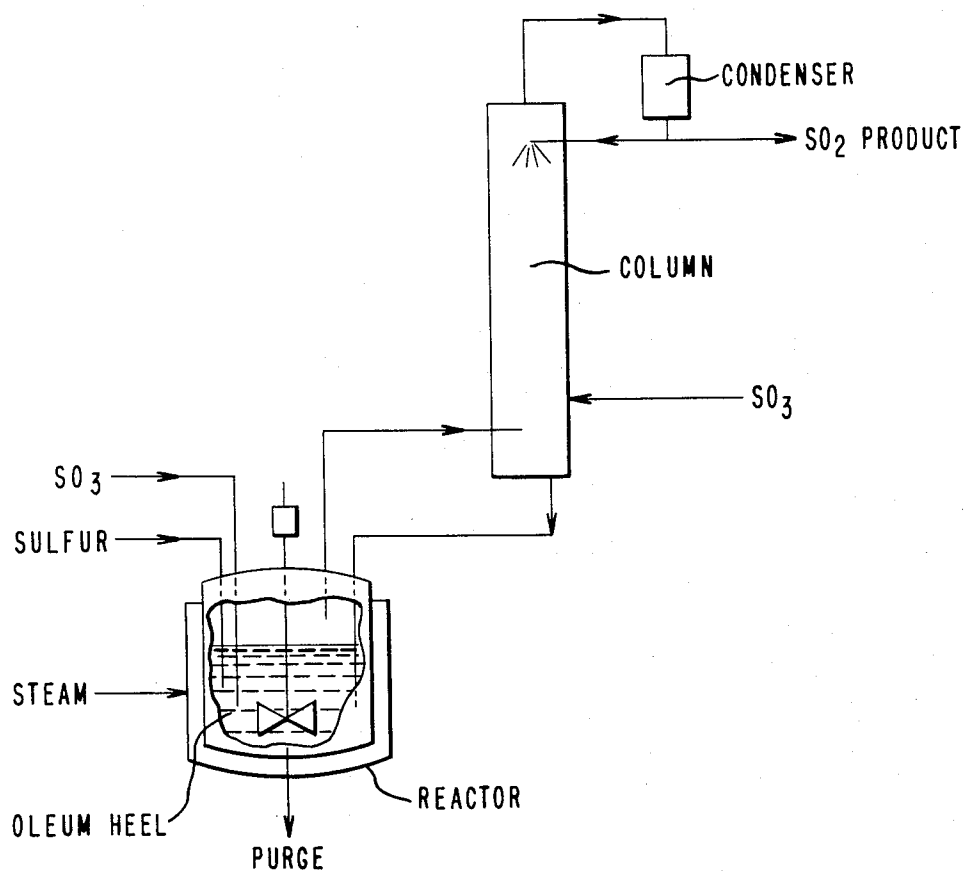 CONDENSER
SO2 PRODUCT
COLUMN
SO3
SO3
SULFUR
STEAM
REACTOR
OLEUM HEEL
PURGE